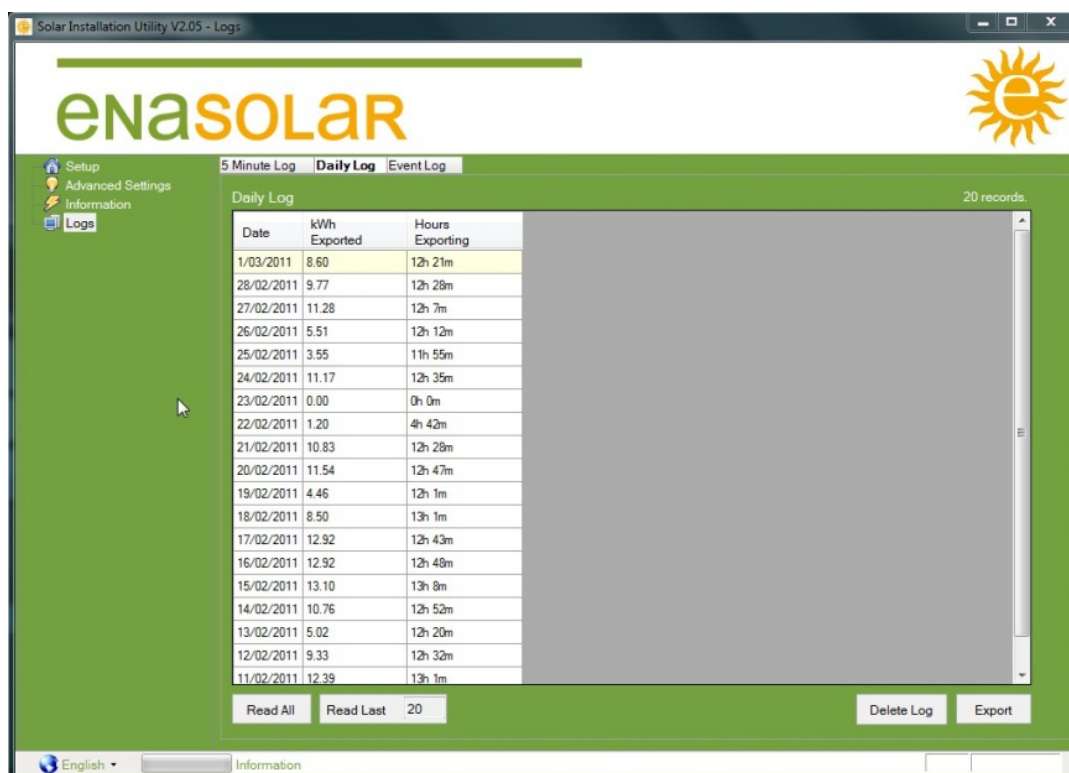 Solar Installation Utility V2.05 - Logs
enasolar
e
Setup
Advanced Settings
Information
Logs
5 Minute Log Daily Log Event Log
Daily Log 20 records.
Date kWh Exported Hours Exporting
1/03/2011 8.60 12h 21m
28/02/2011 9.77 12h 28m
27/02/2011 11.28 12h 7m
26/02/2011 5.51 12h 12m
25/02/2011 3.55 11h 55m
24/02/2011 11.17 12h 35m
23/02/2011 0.00 0h 0m
22/02/2011 1.20 4h 42m
21/02/2011 10.83 12h 28m
20/02/2011 11.54 12h 47m
19/02/2011 4.46 12h 1m
18/02/2011 8.50 13h 1m
17/02/2011 12.92 12h 43m
16/02/2011 12.92 12h 48m
15/02/2011 13.10 13h 8m
14/02/2011 10.76 12h 52m
13/02/2011 5.02 12h 20m
12/02/2011 9.33 12h 32m
11/02/2011 12.39 13h 1m
Read All Read Last 20 Delete Log Export
English Information